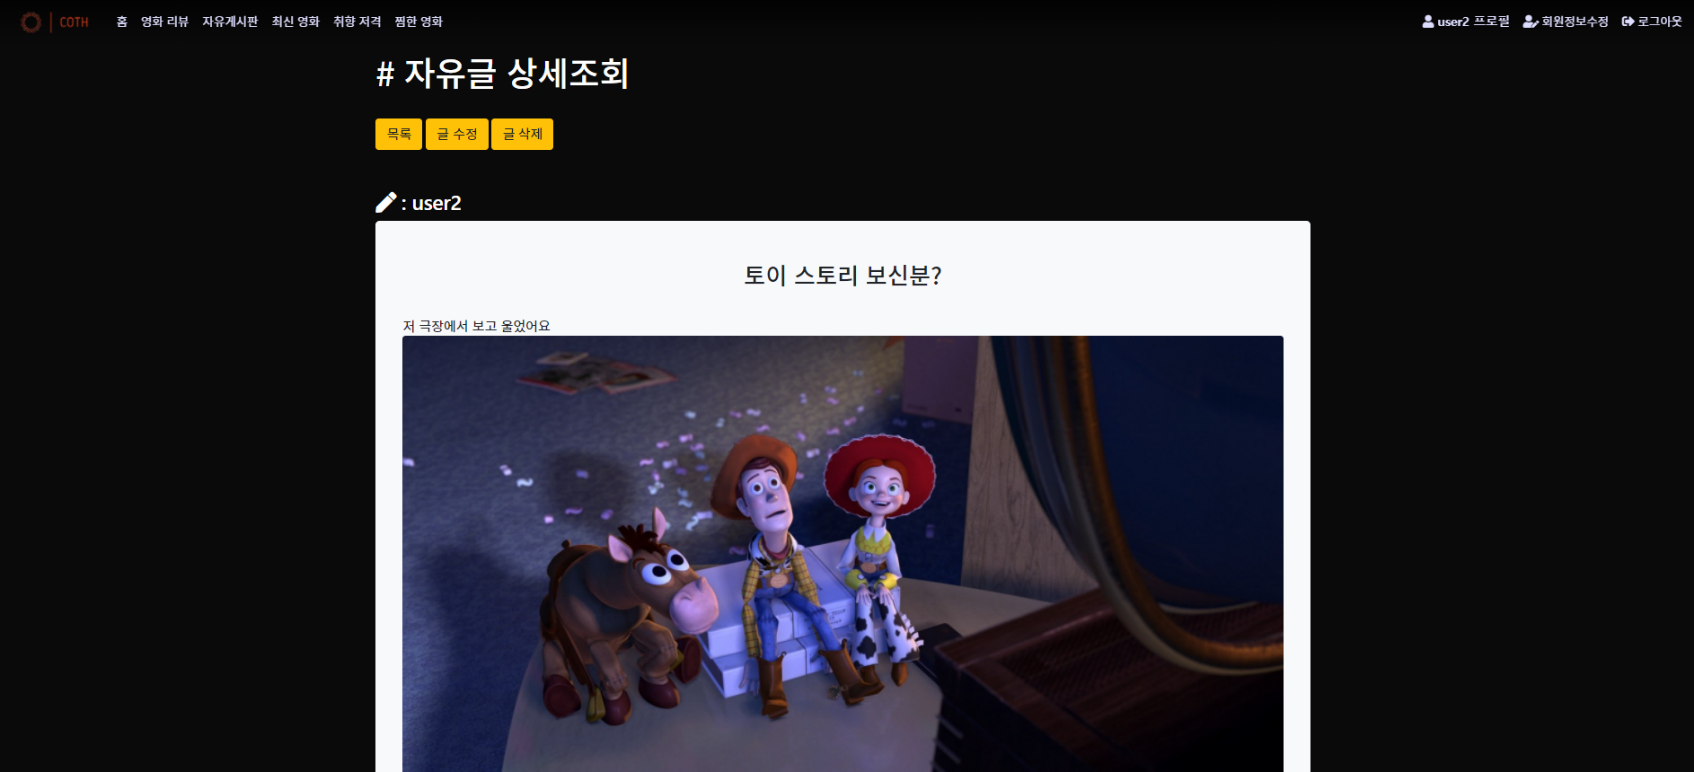 COTH 홈 영화 리뷰 자유게시판 최신 영화 취향 저격 찜한 영화 user2 프로필 회원정보수정 로그아웃
# 자유글 상세조회
목록 글 수정 글 삭제
: user2
토이 스토리 보신분?
저 극장에서 보고 울었어요